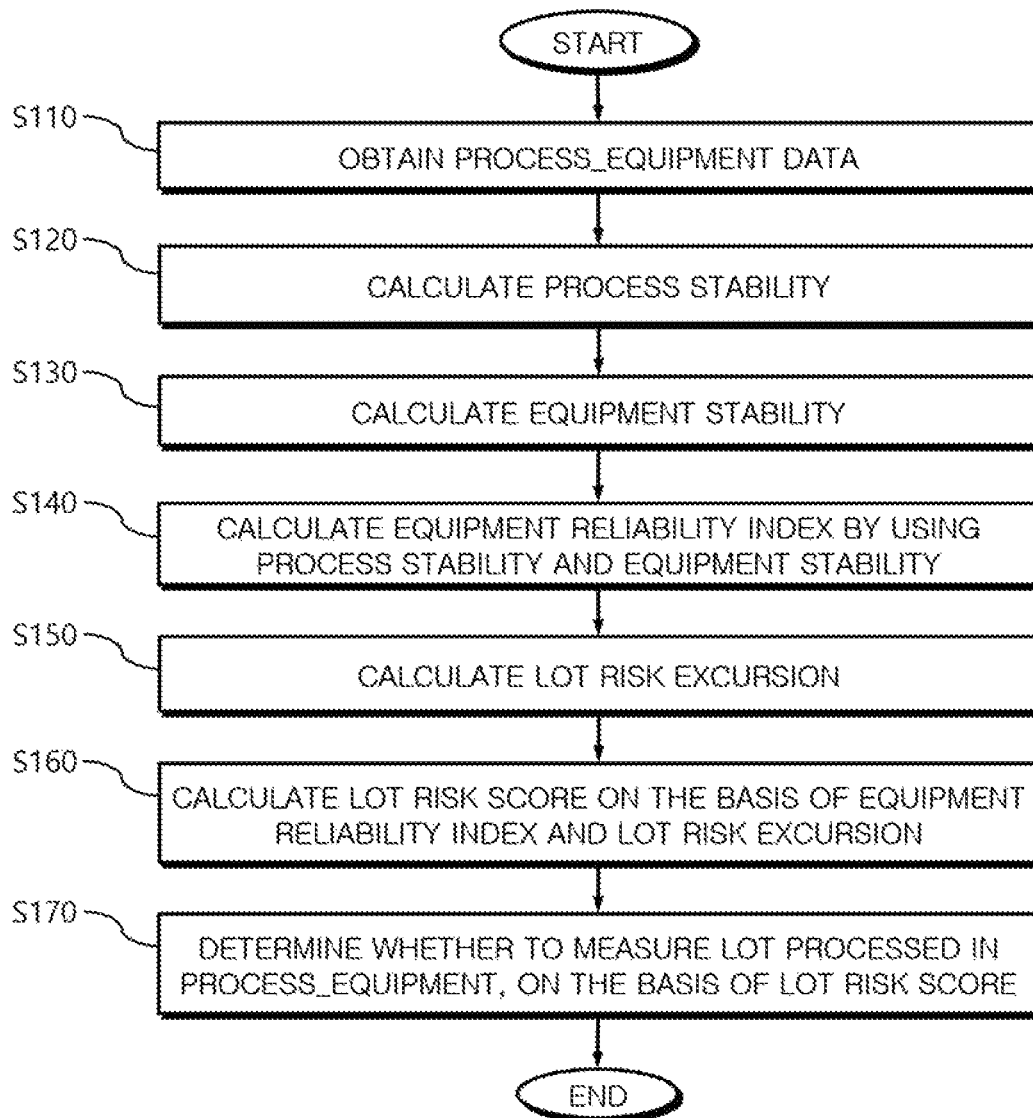 START
S110
OBTAIN PROCESS_EQUIPMENT DATA
S120
CALCULATE PROCESS STABILITY
S130
CALCULATE EQUIPMENT STABILITY
S140
CALCULATE EQUIPMENT RELIABILITY INDEX BY USING
PROCESS STABILITY AND EQUIPMENT STABILITY
S150
CALCULATE LOT RISK EXCURSION
S160
CALCULATE LOT RISK SCORE ON THE BASIS OF EQUIPMENT
RELIABILITY INDEX AND LOT RISK EXCURSION
S170
DETERMINE WHETHER TO MEASURE LOT PROCESSED IN
PROCESS_EQUIPMENT, ON THE BASIS OF LOT RISK SCORE
END